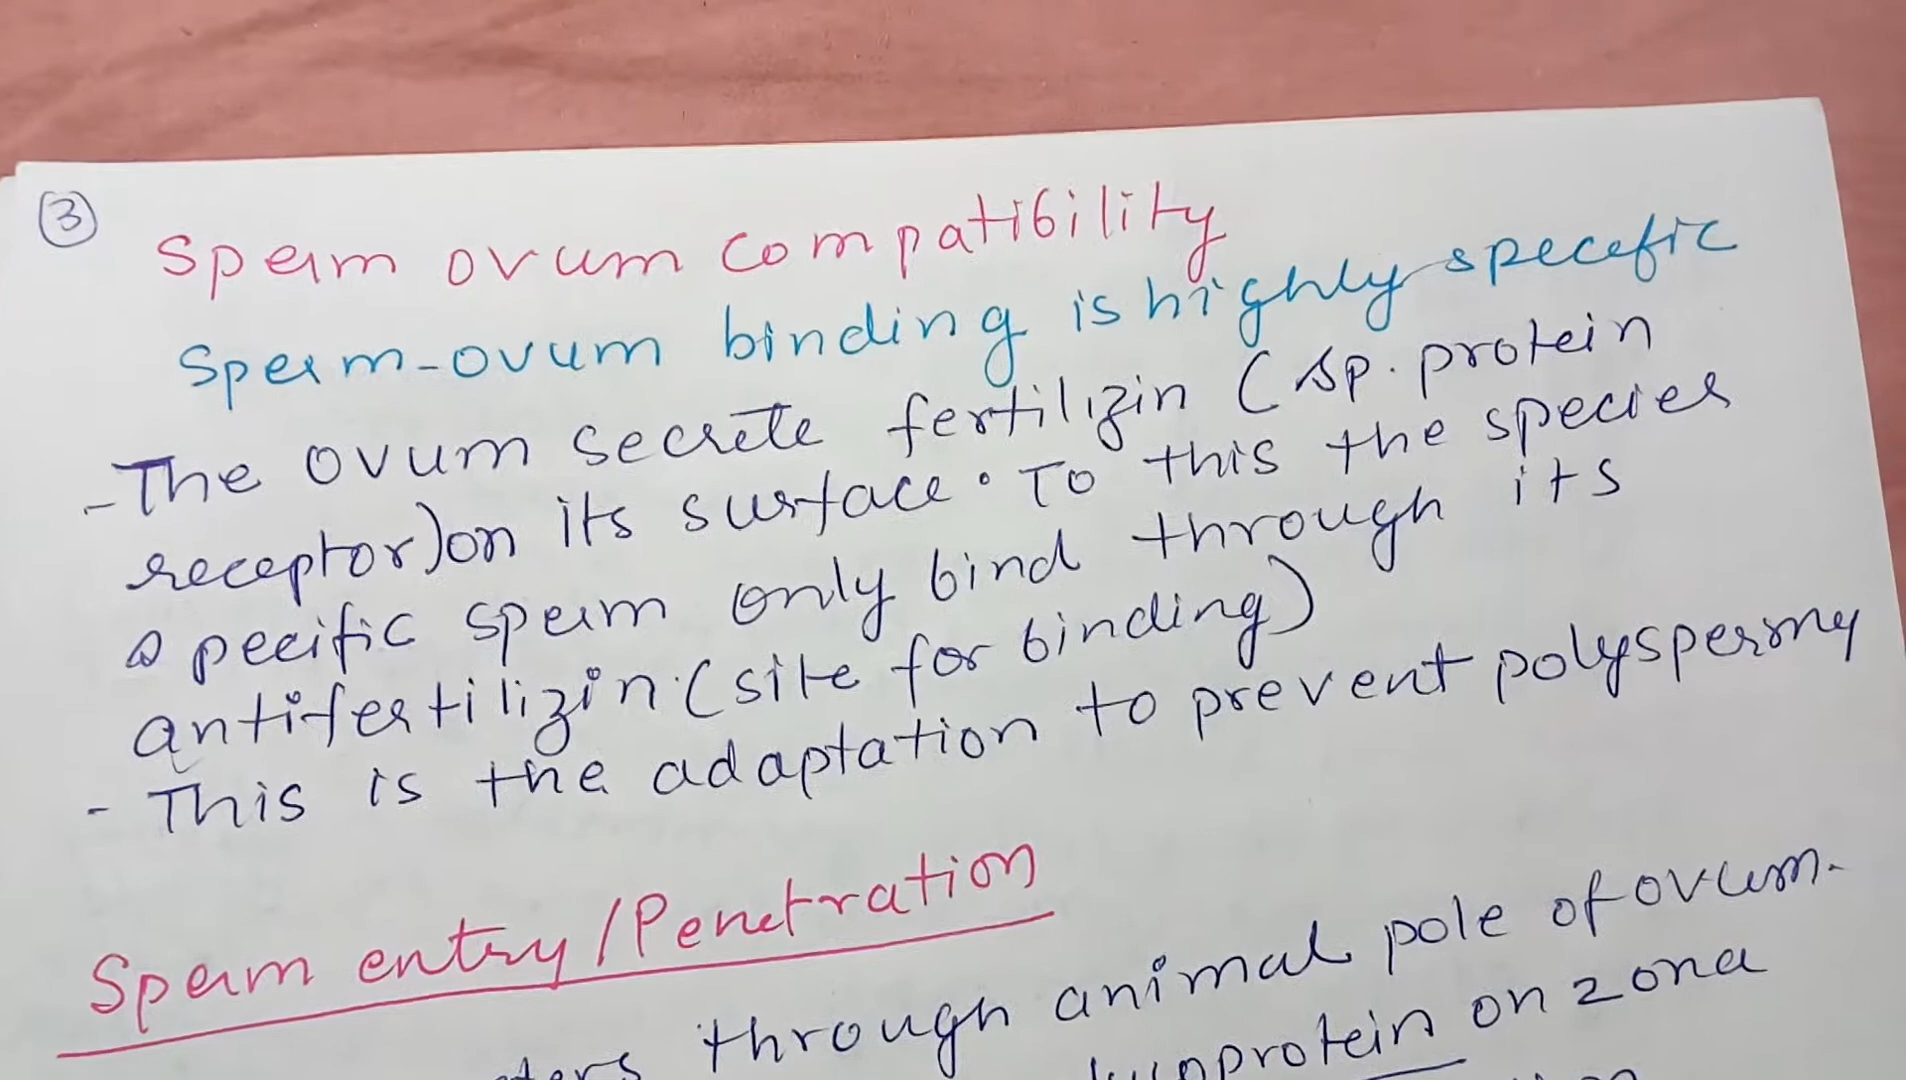 3
Sperm ovum compatibility
Sperm-ovum binding is highly specefic
- The ovum secrete fertilizin (sp. protein
receptor) on its surface. To this the species
specific sperm only bind through its
antifertilizin. (site for binding)
- This is the adaptation to prevent polyspermy
Sperm entry / Penetration
through animal pole of ovum.
on zona